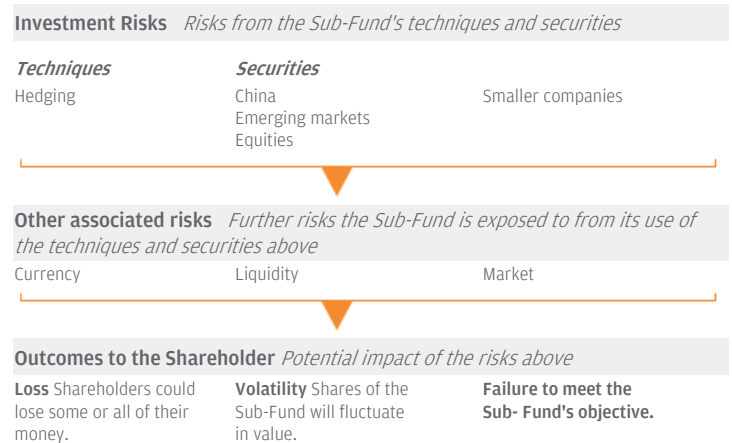 Investment Risks Risks from the Sub-Fund's techniques and securities
Techniques Securities
Hedging China Smaller companies
Emerging markets
Equities
Other associated risks Further risks the Sub-Fund is exposed to from its use of
the techniques and securities above
Currency Liquidity Market
Outcomes to the Shareholder Potential impact of the risks above
Loss Shareholders could Volatility Shares of the Failure to meet the
lose some or all of their Sub-Fund will fluctuate Sub- Fund's objective.
money. in value.